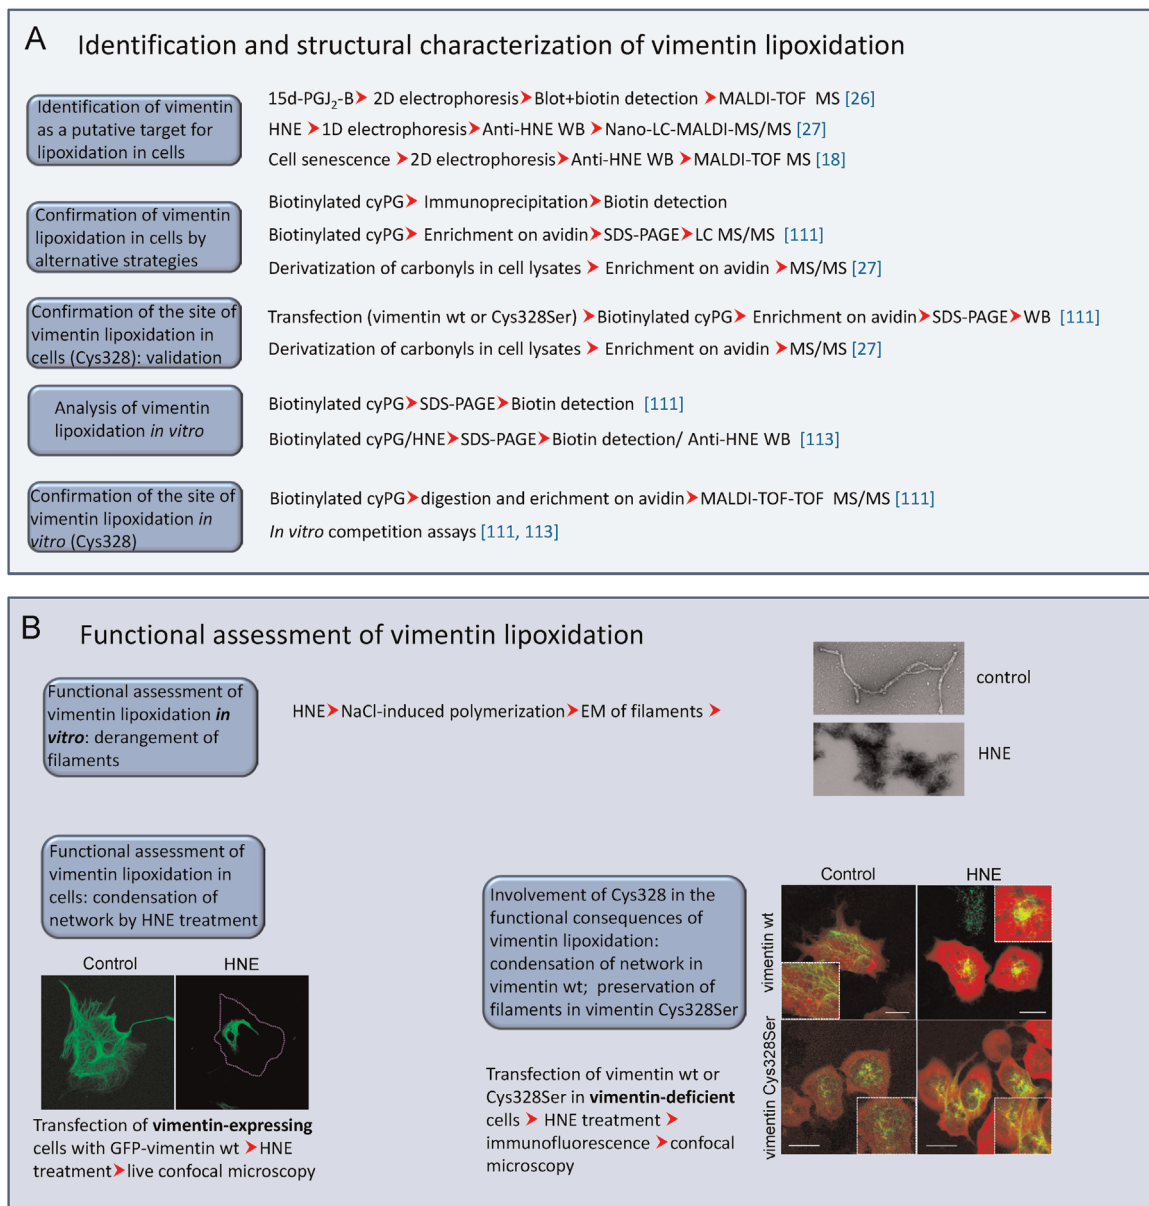 A
Identification and structural characterization of vimentin lipoxidation
Identification of vimentin
as a putative target for
lipoxidation in cells
15d-PGJ2-B➤ 2D electrophoresis➤Blot+biotin detection ➤MALDI-TOF MS [26]
HNE ➤1D electrophoresis➤Anti-HNE WB ➤Nano-LC-MALDI-MS/MS [27]
Cell senescence ➤2D electrophoresis➤Anti-HNE WB ➤MALDI-TOF MS [18]
Confirmation of vimentin
lipoxidation in cells by
alternative strategies
Biotinylated cyPG➤ Immunoprecipitation➤Biotin detection
Biotinylated cyPG➤ Enrichment on avidin➤SDS-PAGE➤LC MS/MS [111]
Derivatization of carbonyls in cell lysates ➤ Enrichment on avidin ➤MS/MS [27]
Confirmation of the site of
vimentin lipoxidation in
cells (Cys328): validation
Transfection (vimentin wt or Cys328Ser) ➤Biotinylated cyPG➤ Enrichment on avidin➤SDS-PAGE➤WB [111]
Derivatization of carbonyls in cell lysates ➤ Enrichment on avidin ➤MS/MS [27]
Analysis of vimentin
lipoxidation in vitro
Biotinylated cyPG➤SDS-PAGE➤Biotin detection [111]
Biotinylated cyPG/HNE➤SDS-PAGE➤Biotin detection/ Anti-HNE WB [113]
Confirmation of the site of
vimentin lipoxidation in
vitro (Cys328)
Biotinylated cyPG➤digestion and erichment on avidin➤MALDI-TOF-TOF MS/MS [111]
In vitro competition assays [111, 113]
B
Functional assessment of vimentin lipoxidation
Functional assessment of
vimentin lipoxidation in
vitro: derangement of
filaments
HNE➤NaCl-induced polymerization➤EM of filaments ➤
control
HNE
Functional assessment of
vimentin lipoxidation in
cells: condensation of
network by HNE treatment
Control HNE
Transfection of vimentin-expressing
cells with GFP-vimentin wt ➤HNE
treatment➤live confocal microscopy
Involvement of Cys328 in the
functional consequences of
vimentin lipoxidation:
condensation of network in
vimentin wt; preservation of
filaments in vimentin Cys328Ser
Transfection of vimentin wt or
Cys328Ser in vimentin-deficient
cells ➤ HNE treatment ➤
immunofluorescence ➤confocal
microscopy
Control HNE
vimentin wt
vimentin Cys328Ser